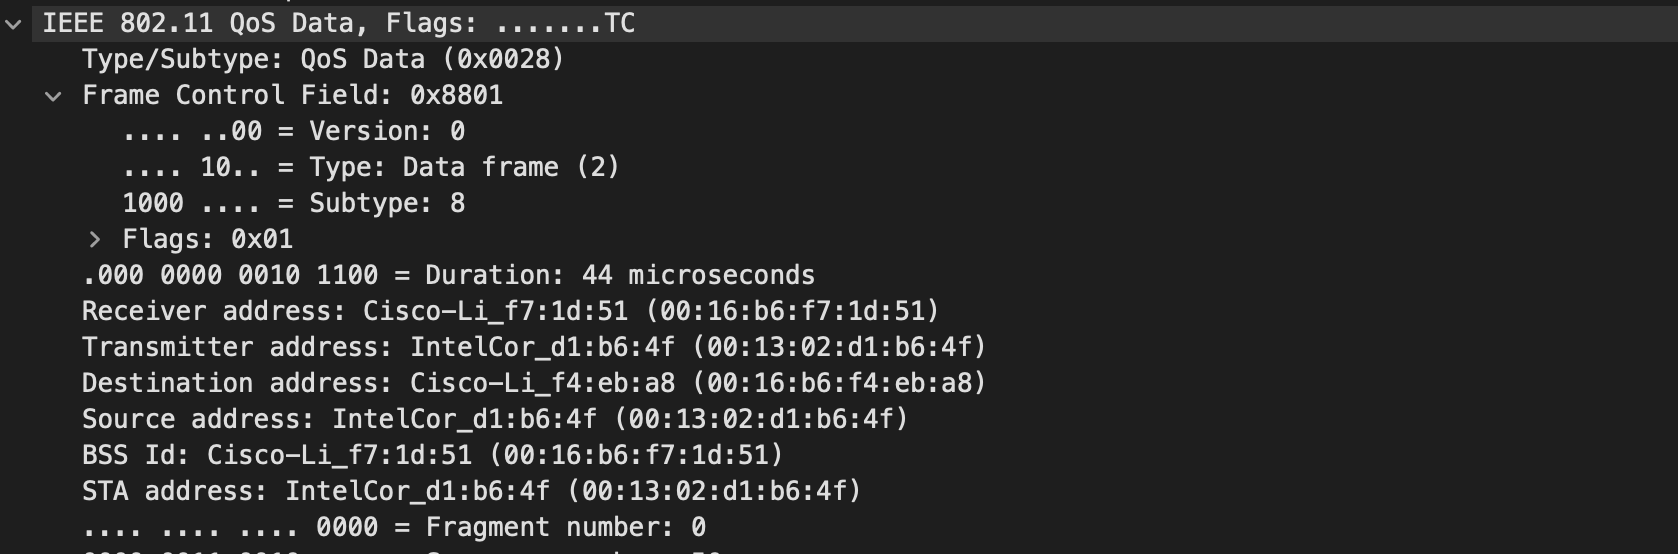 IEEE 802.11 QoS Data, Flags: .......TC
Type/Subtype: QoS Data (0x0028)
Frame Control Field: 0x8801
.... ..00 = Version: 0
.... 10.. = Type: Data frame (2)
1000 .... = Subtype: 8
Flags: 0x01
.000 0000 0010 1100 = Duration: 44 microseconds
Receiver address: Cisco-Li_f7:1d:51 (00:16:b6:f7:1d:51)
Transmitter address: IntelCor_d1:b6:4f (00:13:02:d1:b6:4f)
Destination address: Cisco-Li_f4:eb:a8 (00:16:b6:f4:eb:a8)
Source address: IntelCor_d1:b6:4f (00:13:02:d1:b6:4f)
BSS Id: Cisco-Li_f7:1d:51 (00:16:b6:f7:1d:51)
STA address: IntelCor_d1:b6:4f (00:13:02:d1:b6:4f)
.... .... .... 0000 = Fragment number: 0